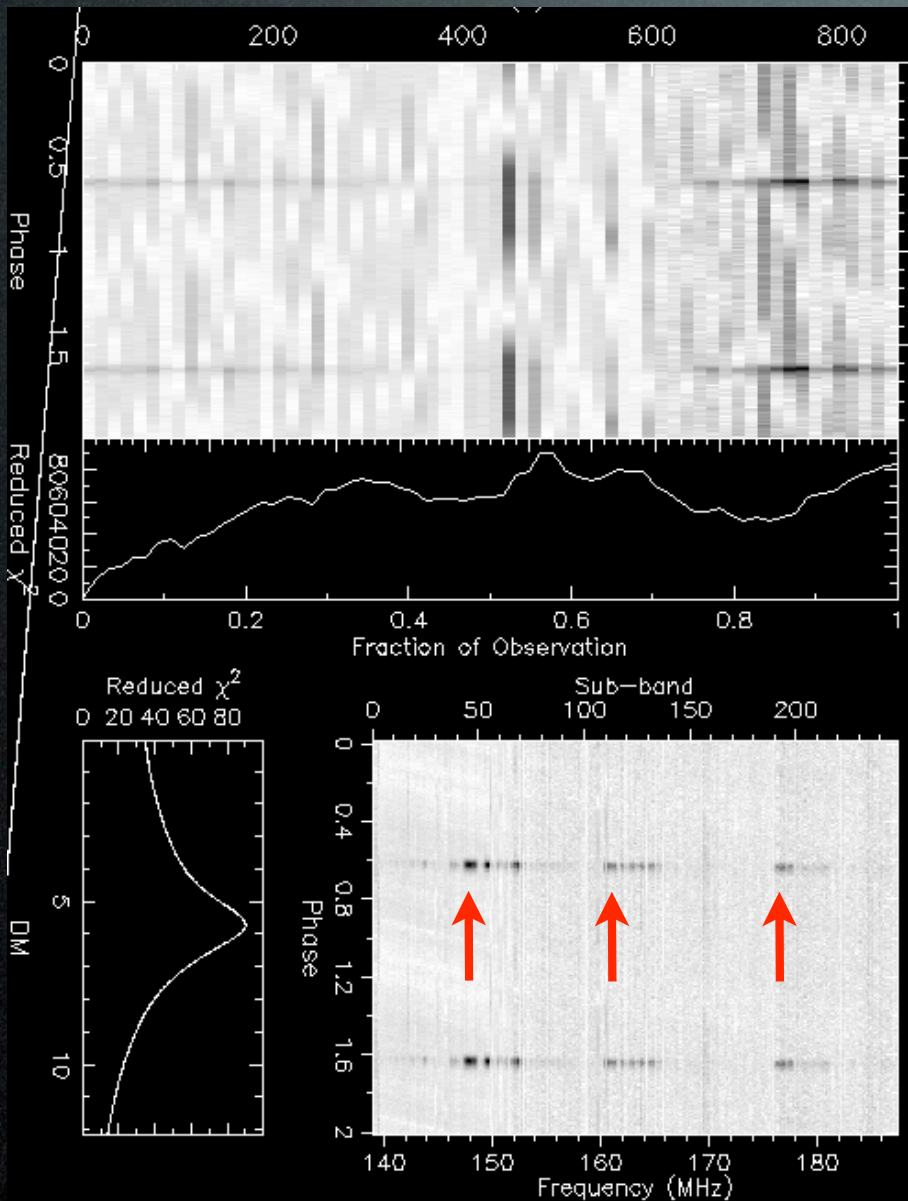 0 200 400 600 800
0 0.5 1 1.5
Phase
Reduced χ²
80 60 40 20 0
0 0.2 0.4 0.6 0.8 1
Fraction of Observation
Reduced χ²
0 20 40 60 80
5 10
DM
Sub-band
0 50 100 150 200
0 0.4 0.8 1.2 1.6 2
Phase
140 150 160 170 180
Frequency (MHz)